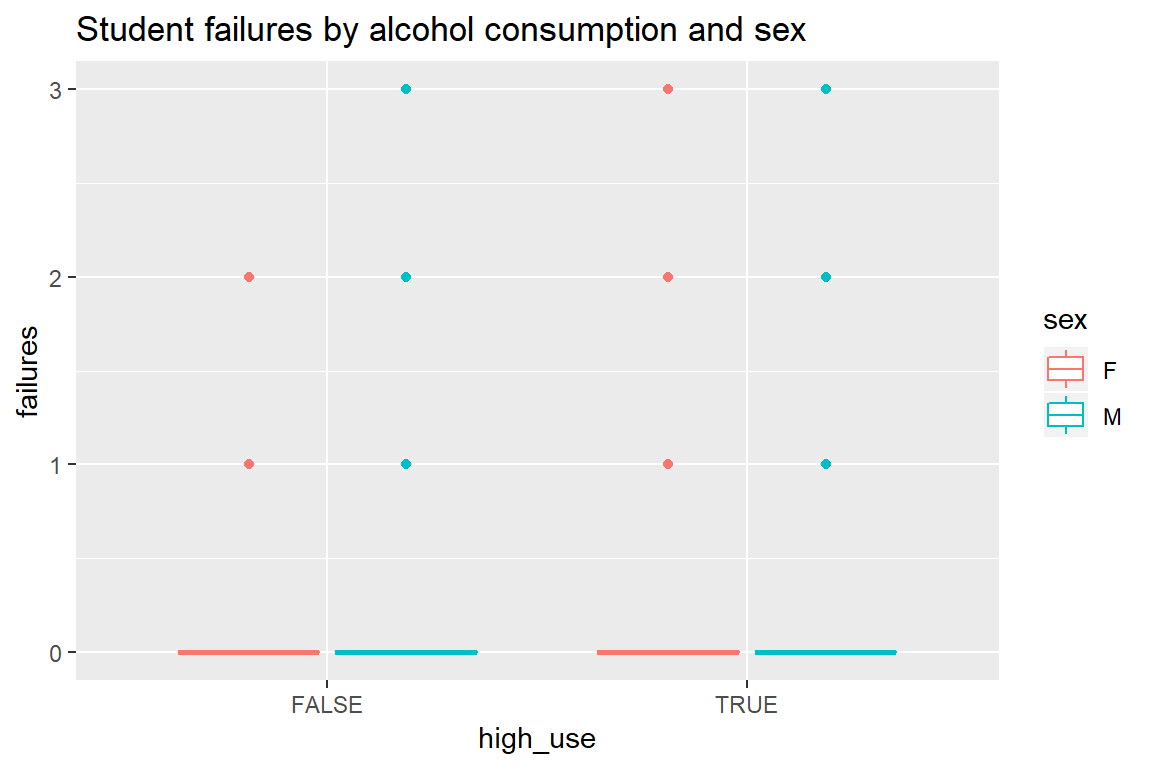 Student failures by alcohol consumption and sex
3
2
1
0
failures
FALSE
TRUE
high_use
sex
F
M